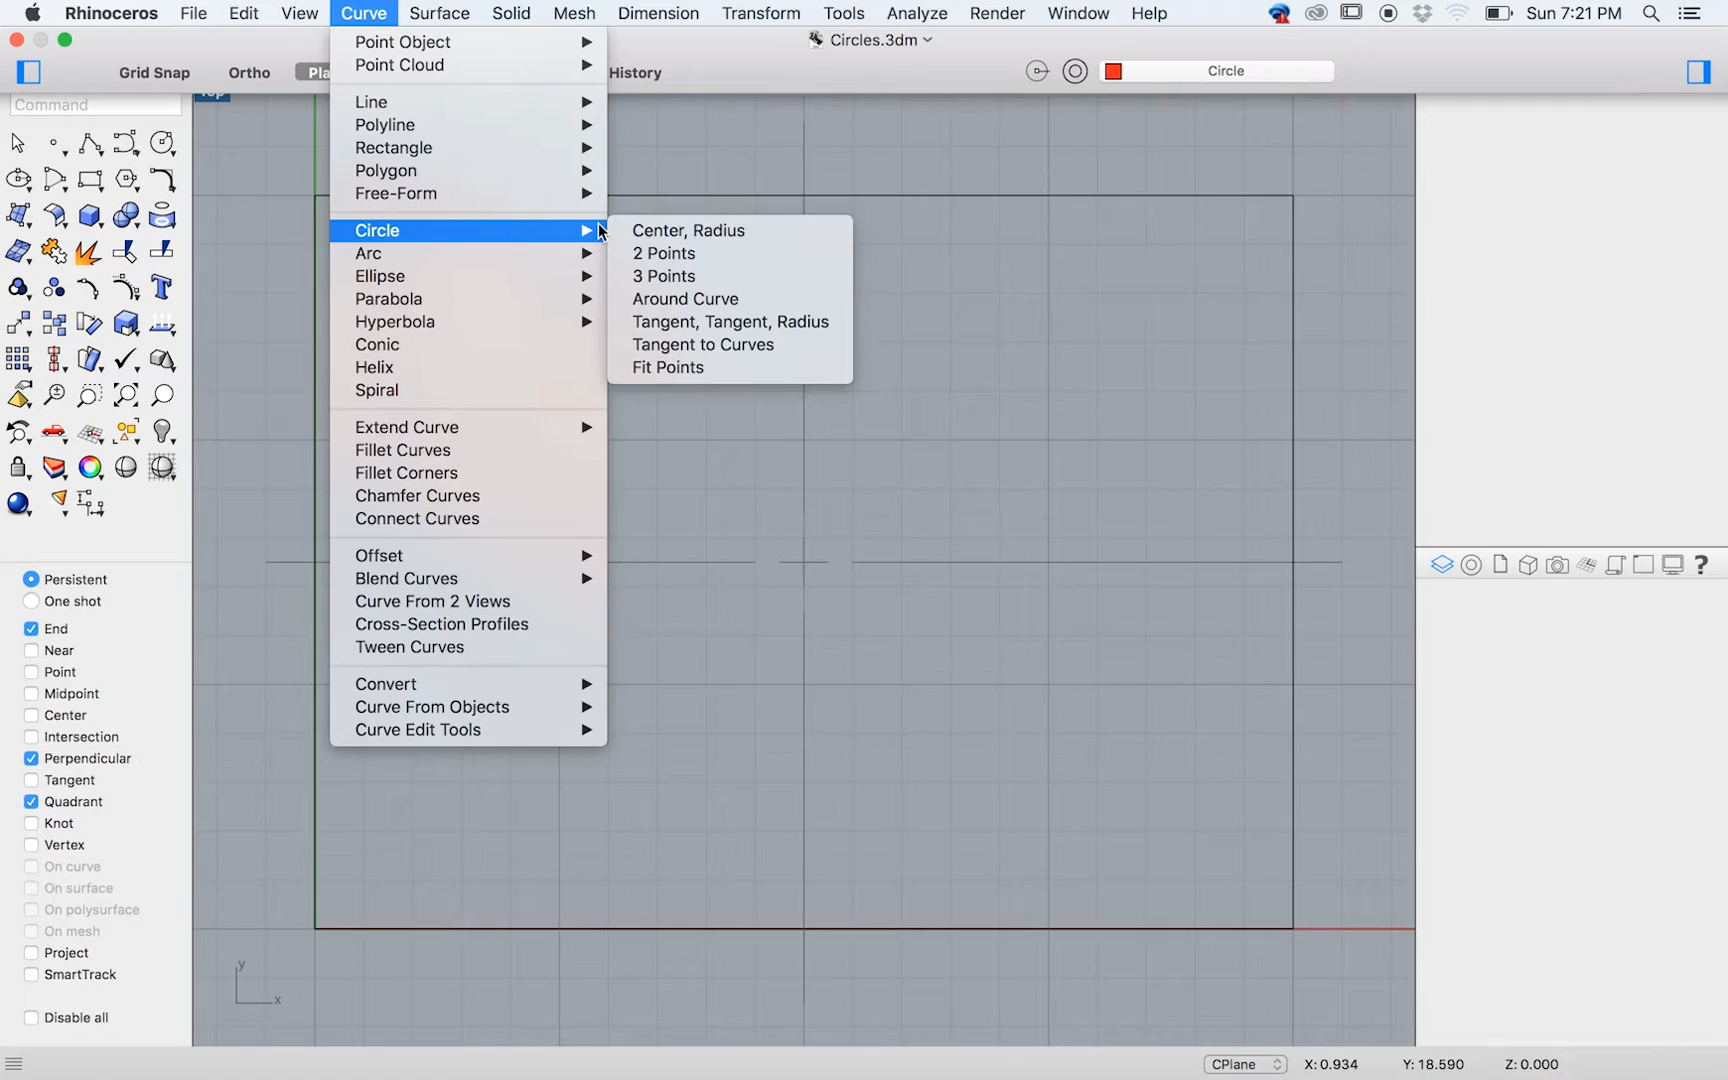 Rhinoceros File Edit View Curve Surface Solid Mesh Dimension Transform Tools Analyze Render Window Help Sun 7:21 PM
Circles.3dm
Grid Snap Ortho Pla History Circle
Command
Point Object
Point Cloud
Line
Polyline
Rectangle
Polygon
Free-Form
Circle
Arc
Ellipse
Parabola
Hyperbola
Conic
Helix
Spiral
Extend Curve
Fillet Curves
Fillet Corners
Chamfer Curves
Connect Curves
Offset
Blend Curves
Curve From 2 Views
Cross-Section Profiles
Tween Curves
Convert
Curve From Objects
Curve Edit Tools
Center, Radius
2 Points
3 Points
Around Curve
Tangent, Tangent, Radius
Tangent to Curves
Fit Points
Persistent
One shot
End
Near
Point
Midpoint
Center
Intersection
Perpendicular
Tangent
Quadrant
Knot
Vertex
On curve
On surface
On polysurface
On mesh
Project
SmartTrack
Disable all
y
x
CPlane X: 0.934 Y: 18.590 Z: 0.000